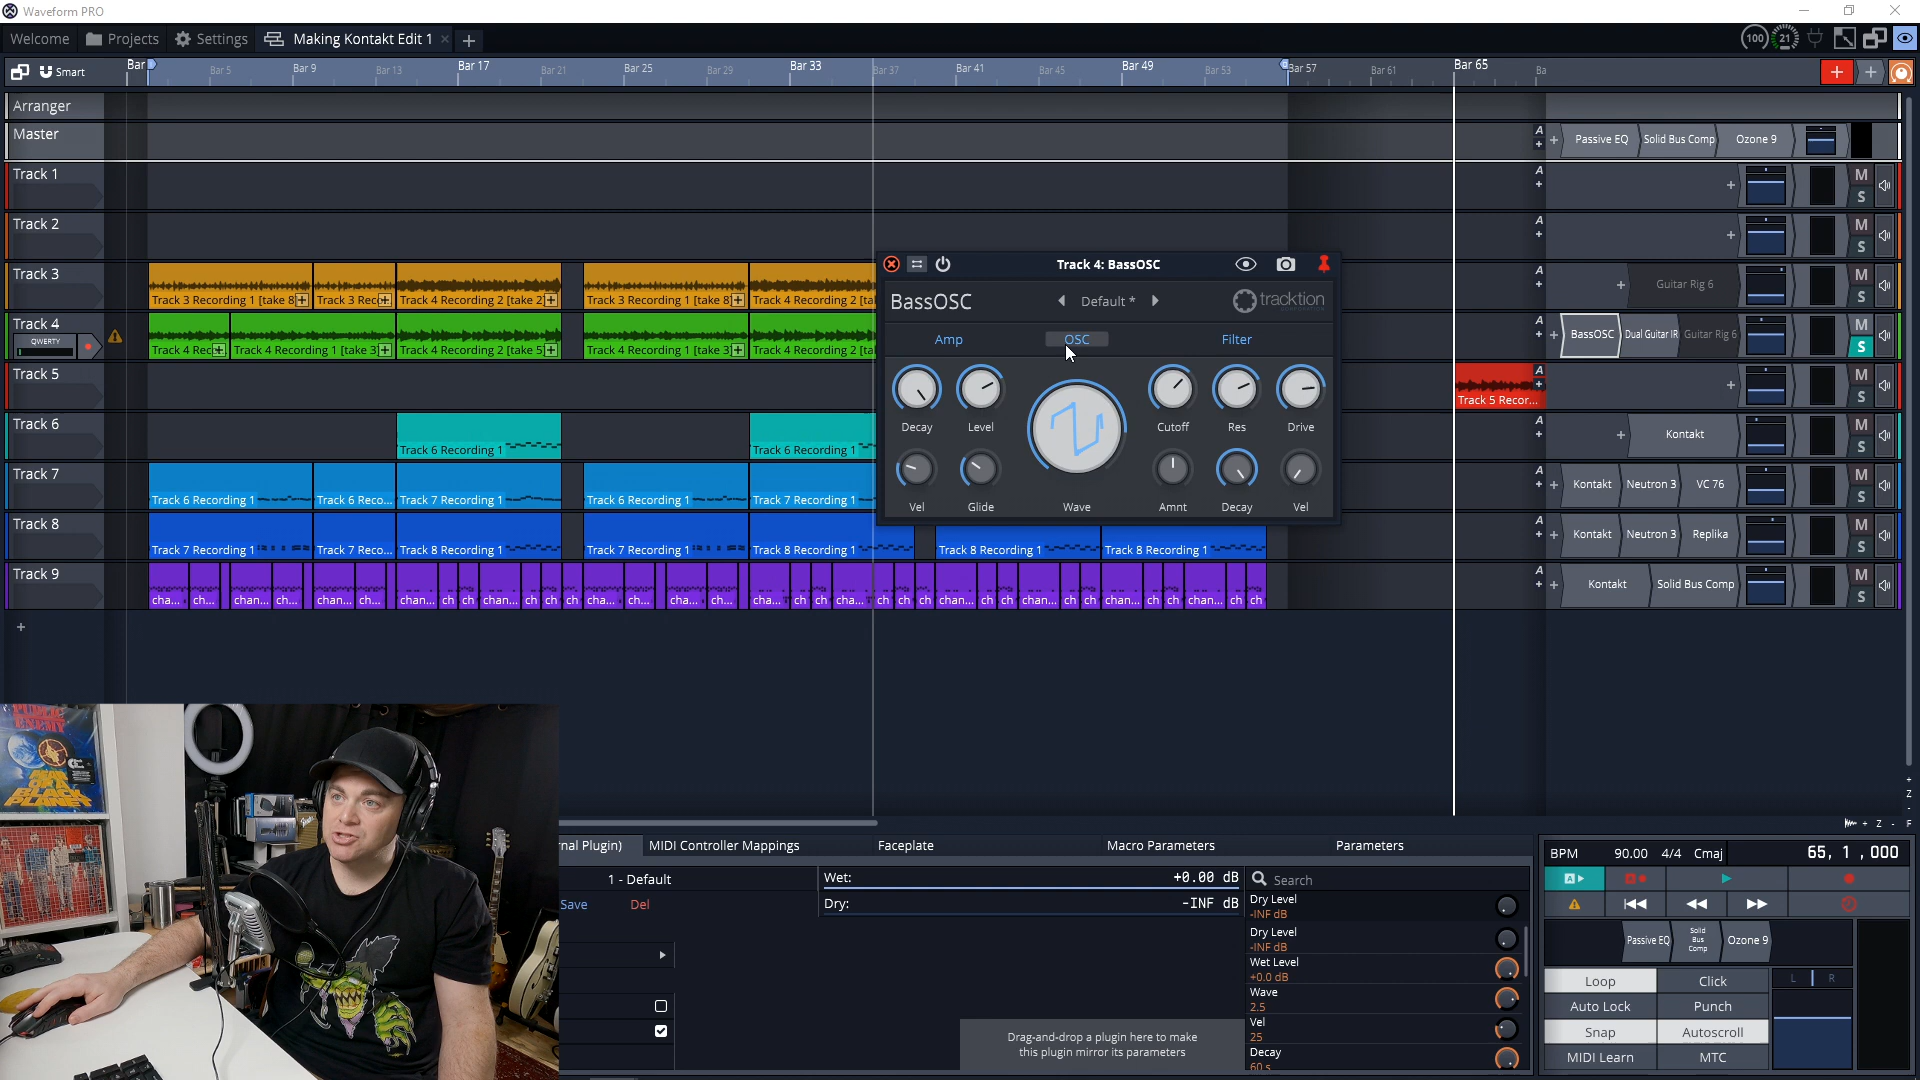 Waveform PRO
Welcome Projects Settings Making Kontakt Edit 1 × +
100 21
Smart Bar Bar 5 Bar 9 Bar 13 Bar 17 Bar 21 Bar 25 Bar 29 Bar 33 Bar 37 Bar 41 Bar 45 Bar 49 Bar 53 Bar 57 Bar 61 Bar 65 Ba
Arranger
Master A + Passive EQ Solid Bus Comp Ozone 9
Track 1 A + M S
Track 2 A + M S
Track 3 A + Guitar Rig 6 M S
Track 3 Recording 1 [take 8] Track 3 Rec Track 4 Recording 2 [take 2] Track 3 Recording 1 [take 8] Track 4 Recording 2 [ta
Track 4 QWERTY A + BassOSC Dual Guitar IR Guitar Rig 6 M S
Track 4 Rec Track 4 Recording 1 [take 3] Track 4 Recording 2 [take 5] Track 4 Recording 1 [take 3] Track 4 Recording 2 [ta
Track 5 A + M S
Track 5 Recor...
Track 6 A + Kontakt M S
Track 6 Recording 1 Track 6 Recording 1
Track 7 A + Kontakt Neutron 3 VC 76 M S
Track 6 Recording 1 Track 6 Reco... Track 7 Recording 1 Track 6 Recording 1 Track 7 Recording 1
Track 8 A + Kontakt Neutron 3 Replika M S
Track 7 Recording 1 Track 7 Reco... Track 8 Recording 1 Track 7 Recording 1 Track 8 Recording 1 Track 8 Recording 1 Track 8 Recording 1
Track 9 A + Kontakt Solid Bus Comp M S
cha... ch... chan... ch... chan... ch... chan... ch ch chan... ch ch ch chan... ch chan... ch... cha... ch ch cha... ch ch chan... ch ch chan... ch ch chan... ch ch chan... ch ch
+
Track 4: BassOSC
BassOSC Default * tracktion
CORPORATION
Amp OSC Filter
Decay Level Cutoff Res Drive
Vel Glide Wave Amnt Decay Vel
PUBLIC
ENEMY
FEAR
OF A
BLACK
PLANET
nal Plugin) MIDI Controller Mappings Faceplate Macro Parameters Parameters
1 - Default
Save Del
Wet: +0.00 dB
Dry: -INF dB
Drag-and-drop a plugin here to make
this plugin mirror its parameters
Search
Dry Level
-INF dB
Dry Level
-INF dB
Wet Level
+0.0 dB
Wave
2.5
Vel
25
Decay
60 s
+ Z - F
BPM 90.00 4/4 Cmaj 65, 1 , 000
Passive EQ Solid Bus Comp Ozone 9
Loop Click L R
Auto Lock Punch
Snap Autoscroll
MIDI Learn MTC